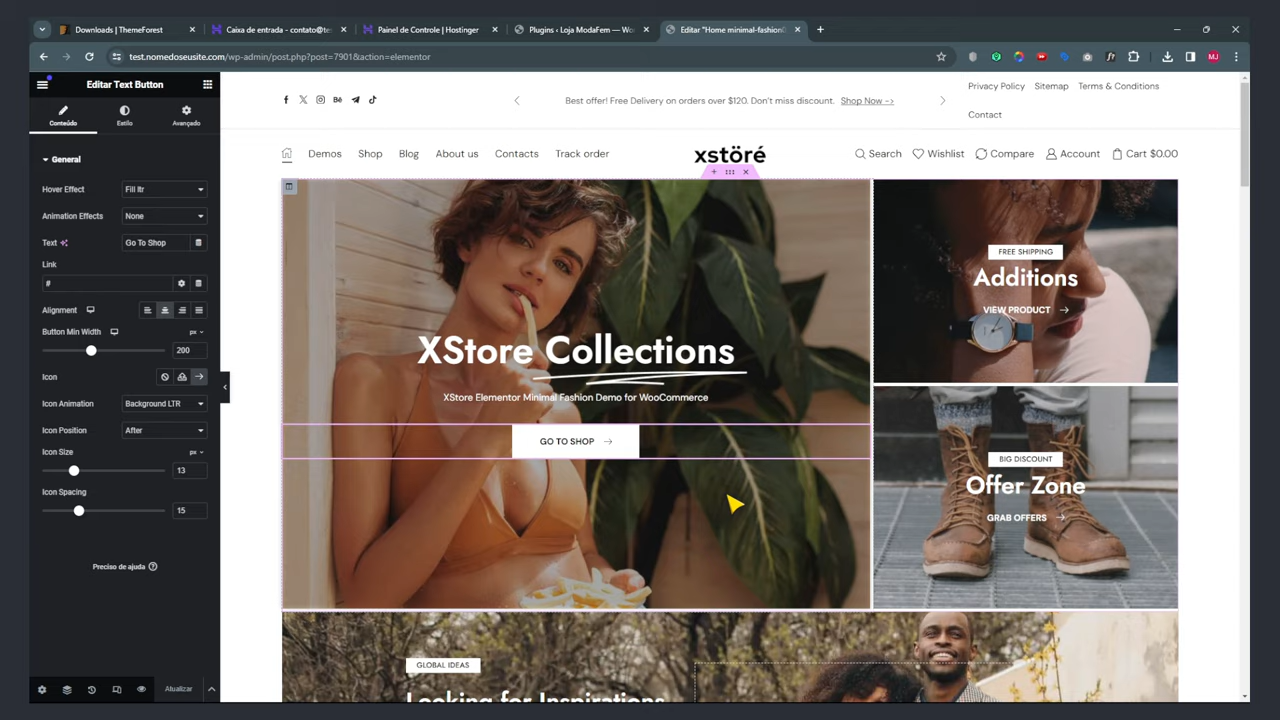 Downloads | ThemeForest
Caixa de entrada - contato@te
Painel de Controle | Hostinger
Plugins ‹ Loja ModaFem — Wo
Editar "Home minimal-fashion
test.nomedoseusite.com/wp-admin/post.php?post=7901&action=elementor
MJ
Editar Text Button
Conteúdo
Estilo
Avançado
General
Hover Effect
Fill ltr
Animation Effects
None
Text
Go To Shop
Link
#
Alignment
Button Min Width
px
200
Icon
Icon Animation
Background LTR
Icon Position
After
Icon Size
px
13
Icon Spacing
15
Preciso de ajuda
Atualizar
Best offer! Free Delivery on orders over $120. Don't miss discount. Shop Now ->
Privacy Policy
Sitemap
Terms & Conditions
Contact
Demos
Shop
Blog
About us
Contacts
Track order
xstöré
Search
Wishlist
Compare
Account
Cart $0.00
XStore Collections
XStore Elementor Minimal Fashion Demo for WooCommerce
GO TO SHOP
FREE SHIPPING
Additions
VIEW PRODUCT
BIG DISCOUNT
Offer Zone
GRAB OFFERS
GLOBAL IDEAS
Looking for Inspirations